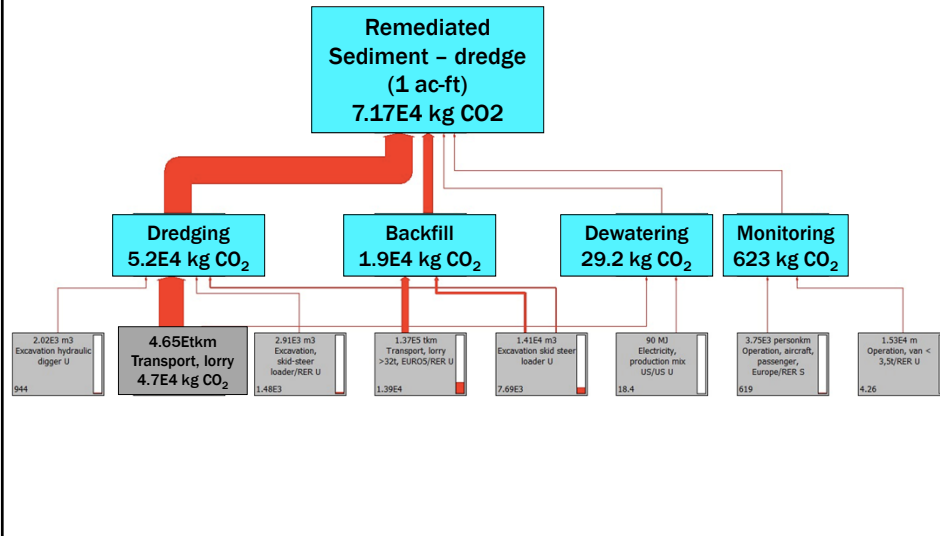 Remediated
Sediment – dredge
(1 ac-ft)
7.17E4 kg CO2
Dredging
5.2E4 kg CO₂
Backfill
1.9E4 kg CO₂
Dewatering
29.2 kg CO₂
Monitoring
623 kg CO₂
2.02E3 m3
Excavation hydraulic
digger U
944
4.65Etkm
Transport, lorry
4.7E4 kg CO₂
2.91E3 m3
Excavation,
skid-steer
loader/RER U
1.48E3
1.37E5 tkm
Transport, lorry
>32t, EURO5/RER U
1.39E4
1.41E4 m3
Excavation skid steer
loader U
7.69E3
90 MJ
Electricity,
production mix
US/US U
18.4
3.75E3 personkm
Operation, aircraft,
passenger,
Europe/RER S
619
1.53E4 m
Operation, van <
3,5t/RER U
4.26